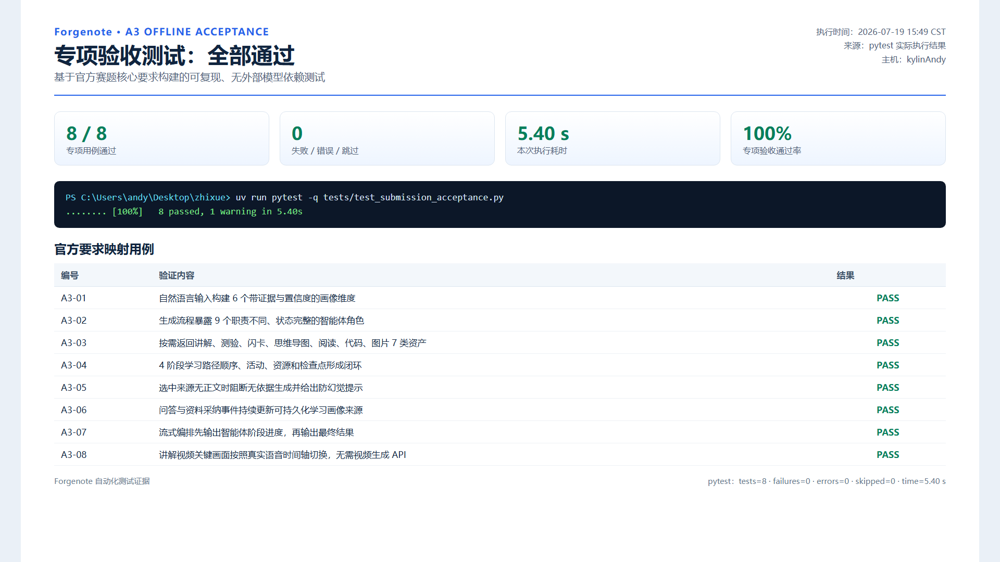 Forgenote • A3 OFFLINE ACCEPTANCE
专项验收测试：全部通过
基于官方赛题核心要求构建的可复现、无外部模型依赖测试
执行时间：2026-07-19 15:49 CST
来源：pytest 实际执行结果
主机：kylinAndy
8 / 8
专项用例通过
0
失败 / 错误 / 跳过
5.40 s
本次执行耗时
100%
专项验收通过率
PS C:\Users\andy\Desktop\zhixue> uv run pytest -q tests/test_submission_acceptance.py
........ [100%]   8 passed, 1 warning in 5.40s
官方要求映射用例
编号 验证内容 结果
A3-01 自然语言输入构建 6 个带证据与置信度的画像维度 PASS
A3-02 生成流程暴露 9 个职责不同、状态完整的智能体角色 PASS
A3-03 按需返回讲解、测验、闪卡、思维导图、阅读、代码、图片 7 类资产 PASS
A3-04 4 阶段学习路径顺序、活动、资源和检查点形成闭环 PASS
A3-05 选中来源无正文时阻断无依据生成并给出防幻觉提示 PASS
A3-06 问答与资料采纳事件持续更新可持久化学习画像来源 PASS
A3-07 流式编排先输出智能体阶段进度，再输出最终结果 PASS
A3-08 讲解视频关键画面按照真实语音时间轴切换，无需视频生成 API PASS
Forgenote 自动化测试证据
pytest：tests=8 · failures=0 · errors=0 · skipped=0 · time=5.40 s